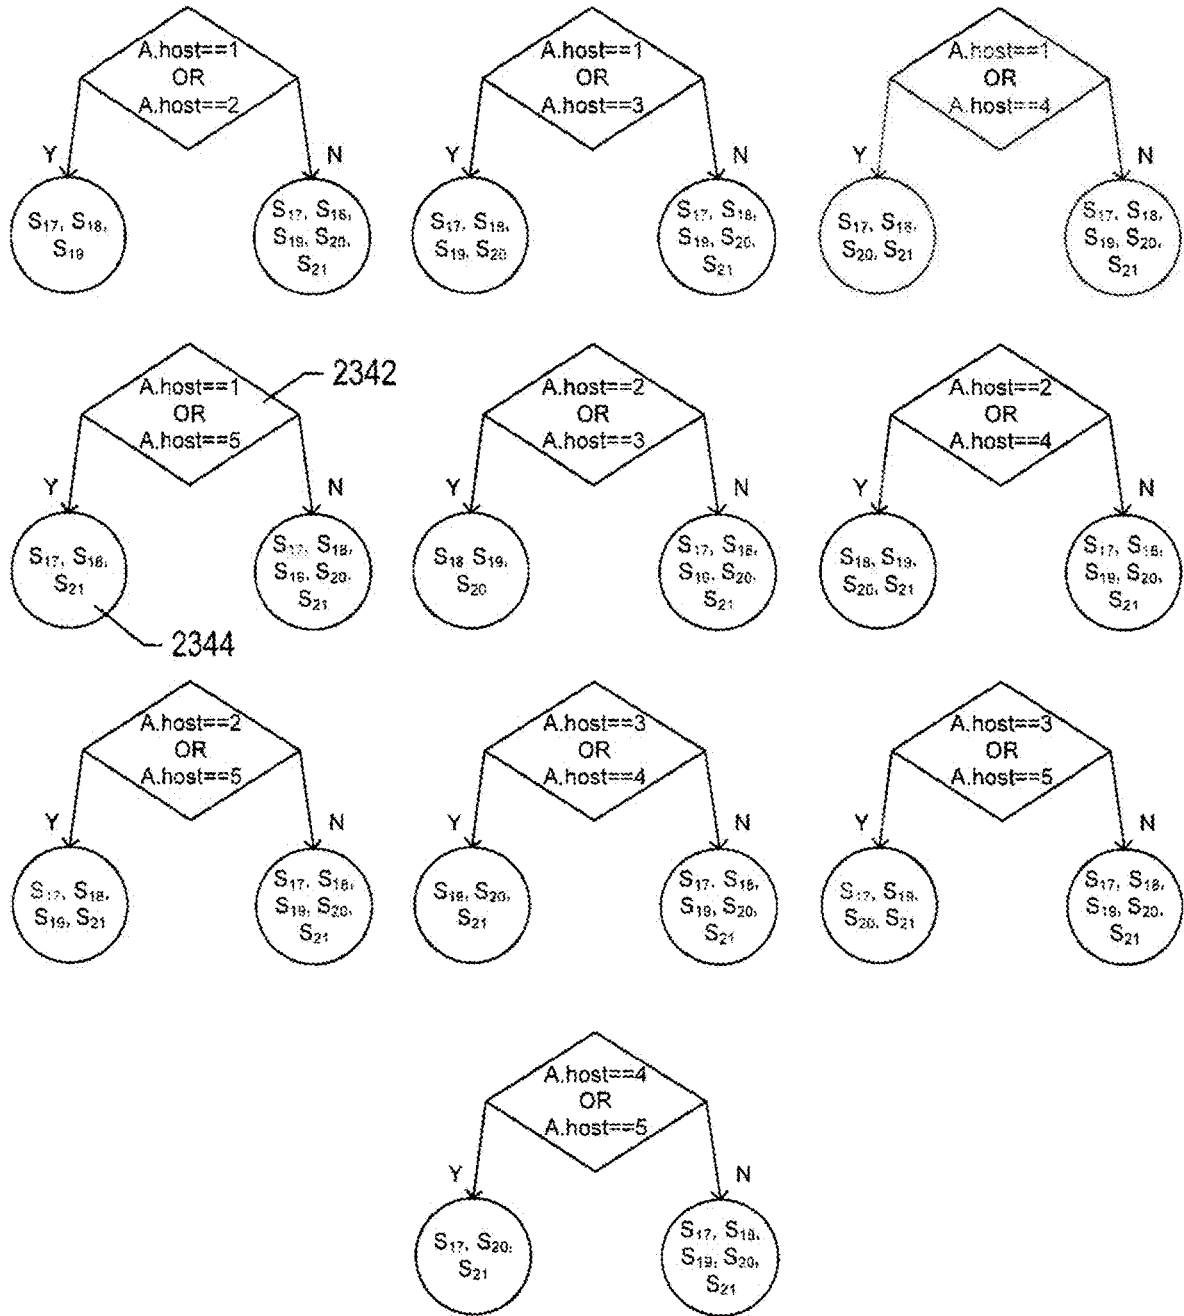 A.host==1
OR
A.host==2
Y
N
S17, S18,
S19
S17, S18,
S19, S20,
S21
A.host==1
OR
A.host==3
Y
N
S17, S18,
S19, S20
S17, S18,
S19, S20,
S21
A.host==1
OR
A.host==4
Y
N
S17, S18,
S20, S21
S17, S18,
S19, S20,
S21
A.host==1
OR
A.host==5
2342
Y
N
S17, S18,
S21
2344
S17, S18,
S19, S20,
S21
A.host==2
OR
A.host==3
Y
N
S18, S19,
S20
S17, S18,
S19, S20,
S21
A.host==2
OR
A.host==4
Y
N
S18, S19,
S20, S21
S17, S18,
S19, S20,
S21
A.host==2
OR
A.host==5
Y
N
S17, S18,
S19, S21
S17, S18,
S19, S20,
S21
A.host==3
OR
A.host==4
Y
N
S19, S20,
S21
S17, S18,
S19, S20,
S21
A.host==3
OR
A.host==5
Y
N
S17, S19,
S20, S21
S17, S18,
S19, S20,
S21
A.host==4
OR
A.host==5
Y
N
S17, S20,
S21
S17, S18,
S19, S20,
S21